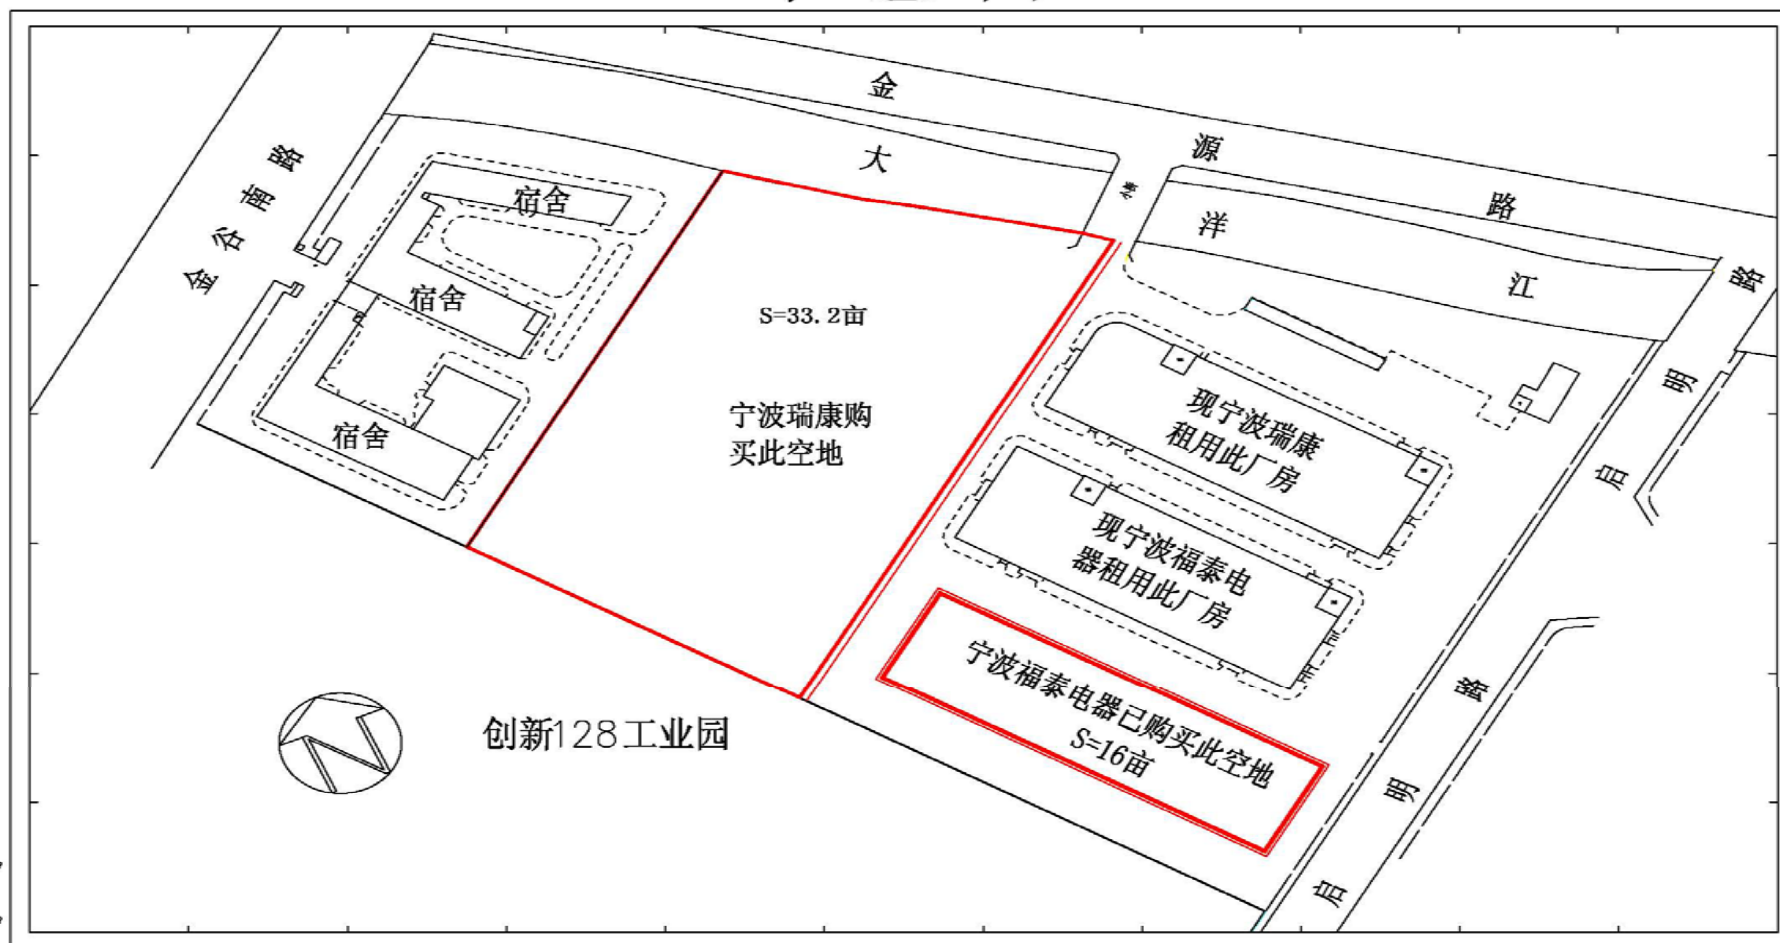 金源路
大洋江
小桥
金谷南路
宿舍
宿舍
宿舍
S=33.2亩
宁波瑞康购
买此空地
现宁波瑞康
租用此厂房
现宁波福泰电
器租用此厂房
宁波福泰电器已购买此空地
S=16亩
启明路
启明路
创新128工业园